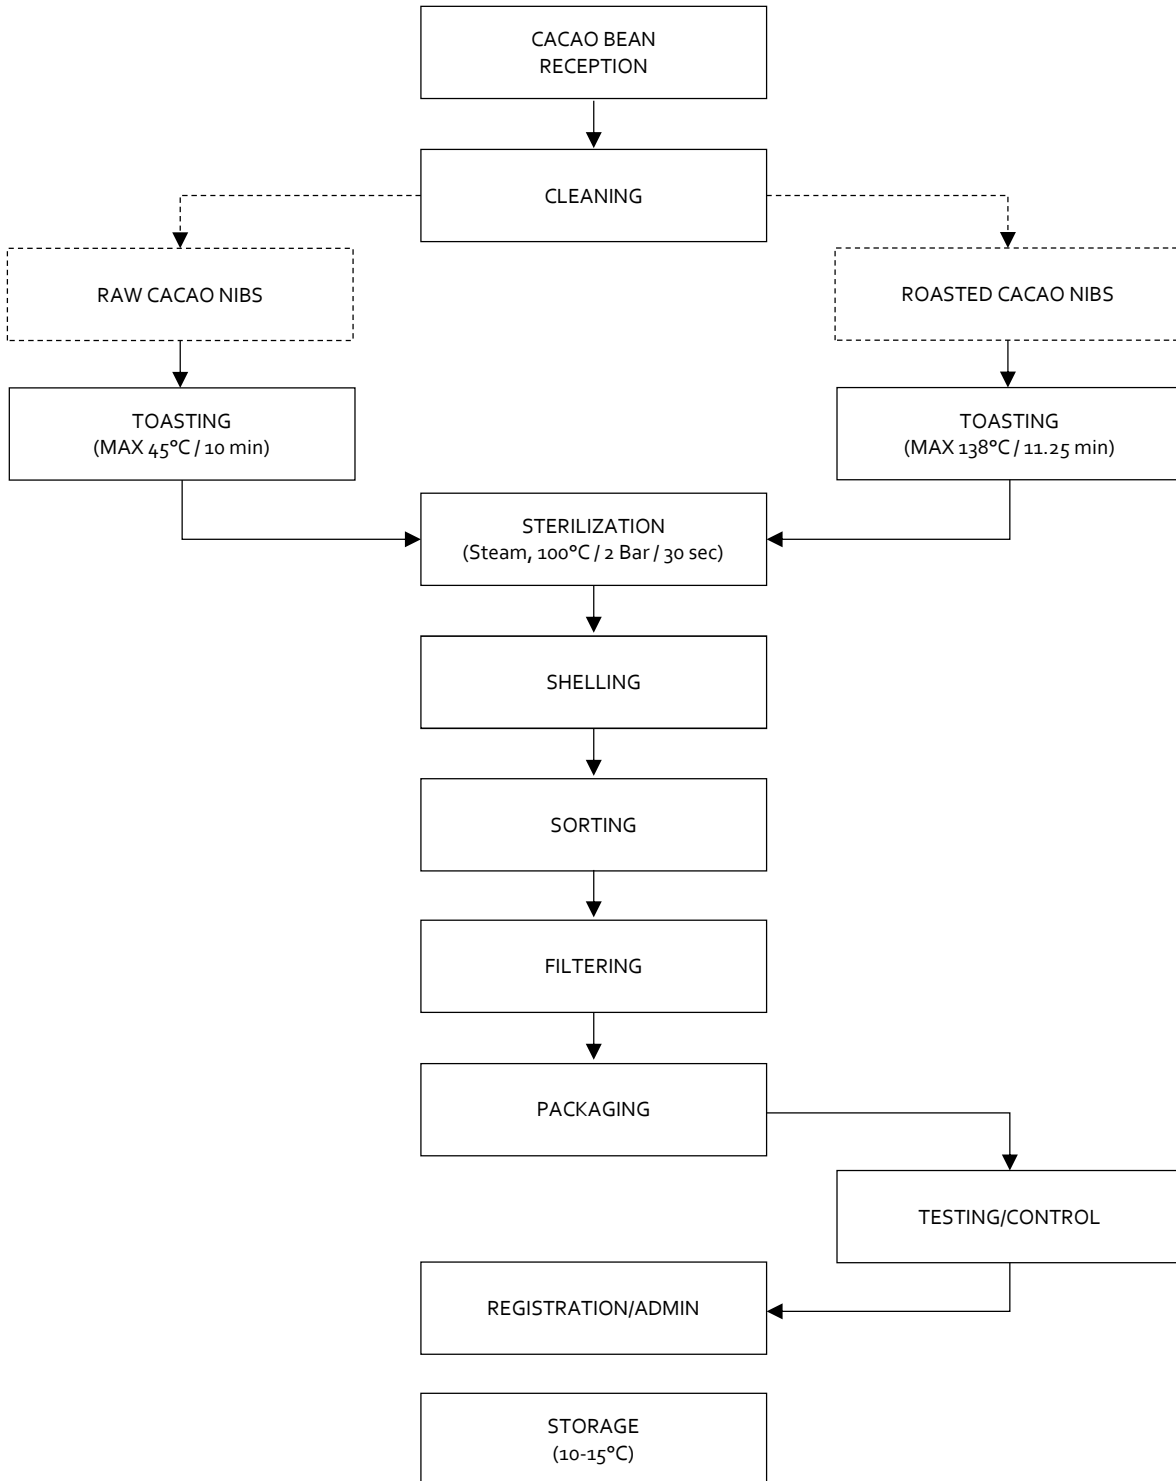 CACAO BEAN
RECEPTION
CLEANING
RAW CACAO NIBS
ROASTED CACAO NIBS
TOASTING
(MAX 45°C / 10 min)
TOASTING
(MAX 138°C / 11.25 min)
STERILIZATION
(Steam, 100°C / 2 Bar / 30 sec)
SHELLING
SORTING
FILTERING
PACKAGING
TESTING/CONTROL
REGISTRATION/ADMIN
STORAGE
(10-15°C)